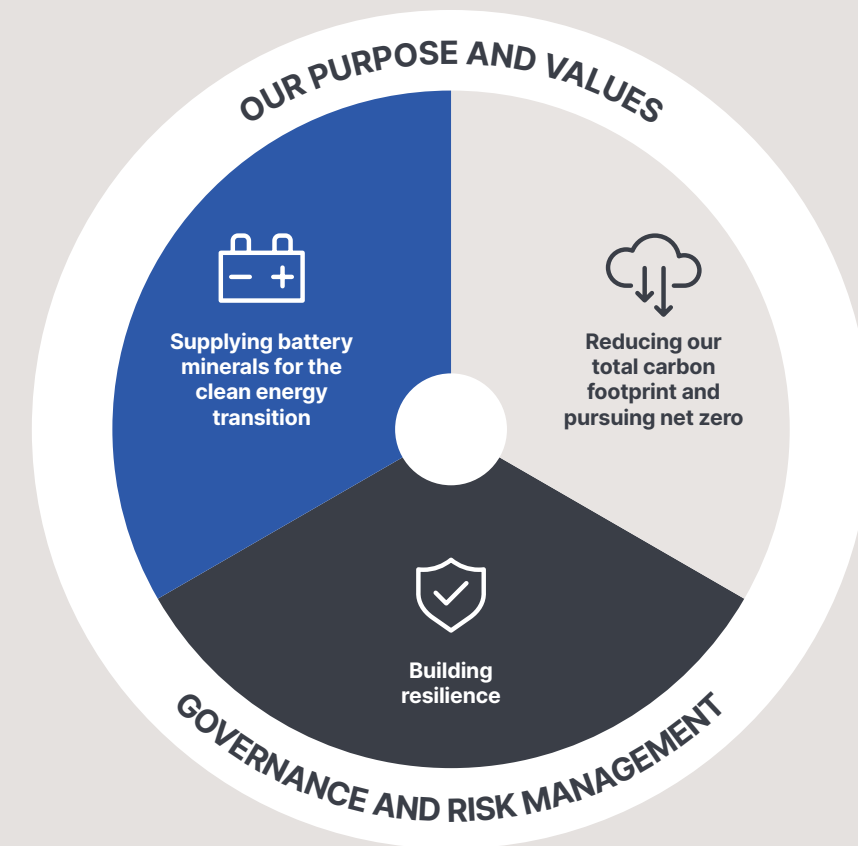 OUR PURPOSE AND VALUES
Supplying battery
minerals for the
clean energy
transition
Reducing our
total carbon
footprint and
pursuing net zero
Building
resilience
GOVERNANCE AND RISK MANAGEMENT